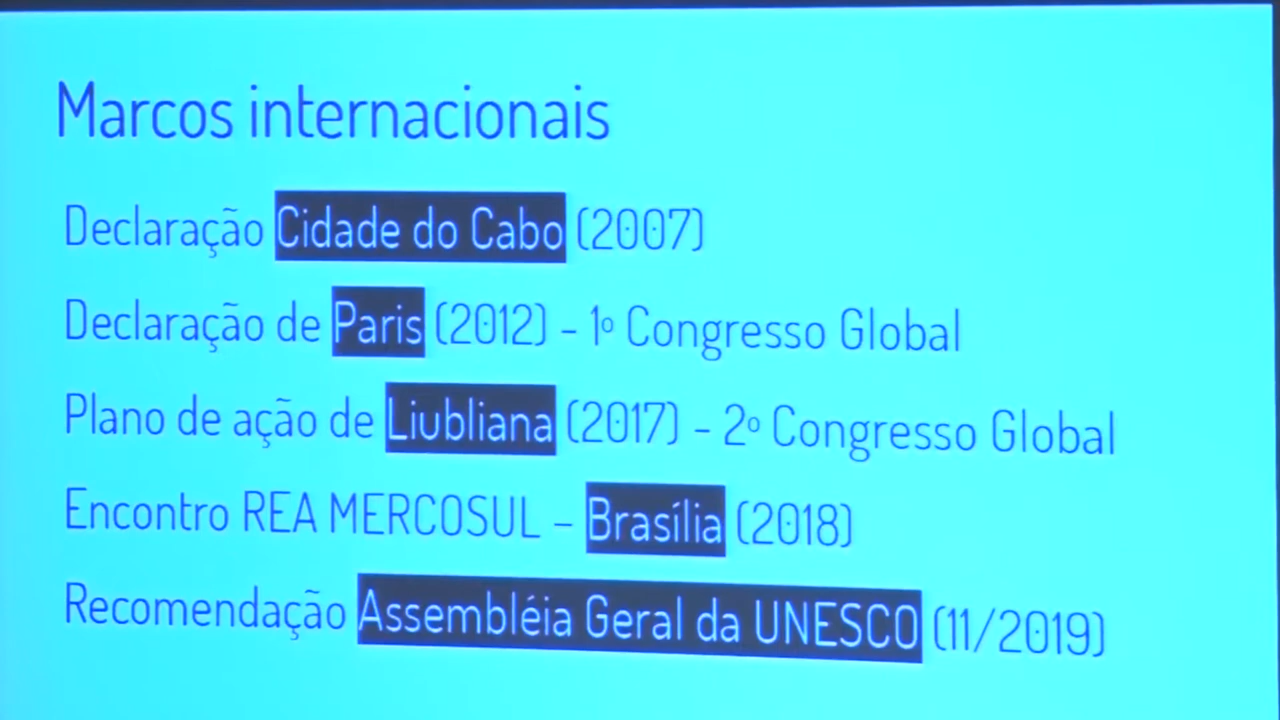 Marcos internacionais
Declaração Cidade do Cabo (2007)
Declaração de Paris (2012) - 1º Congresso Global
Plano de ação de Liubliana (2017) - 2º Congresso Global
Encontro REA MERCOSUL – Brasília (2018)
Recomendação Assembléia Geral da UNESCO (11/2019)